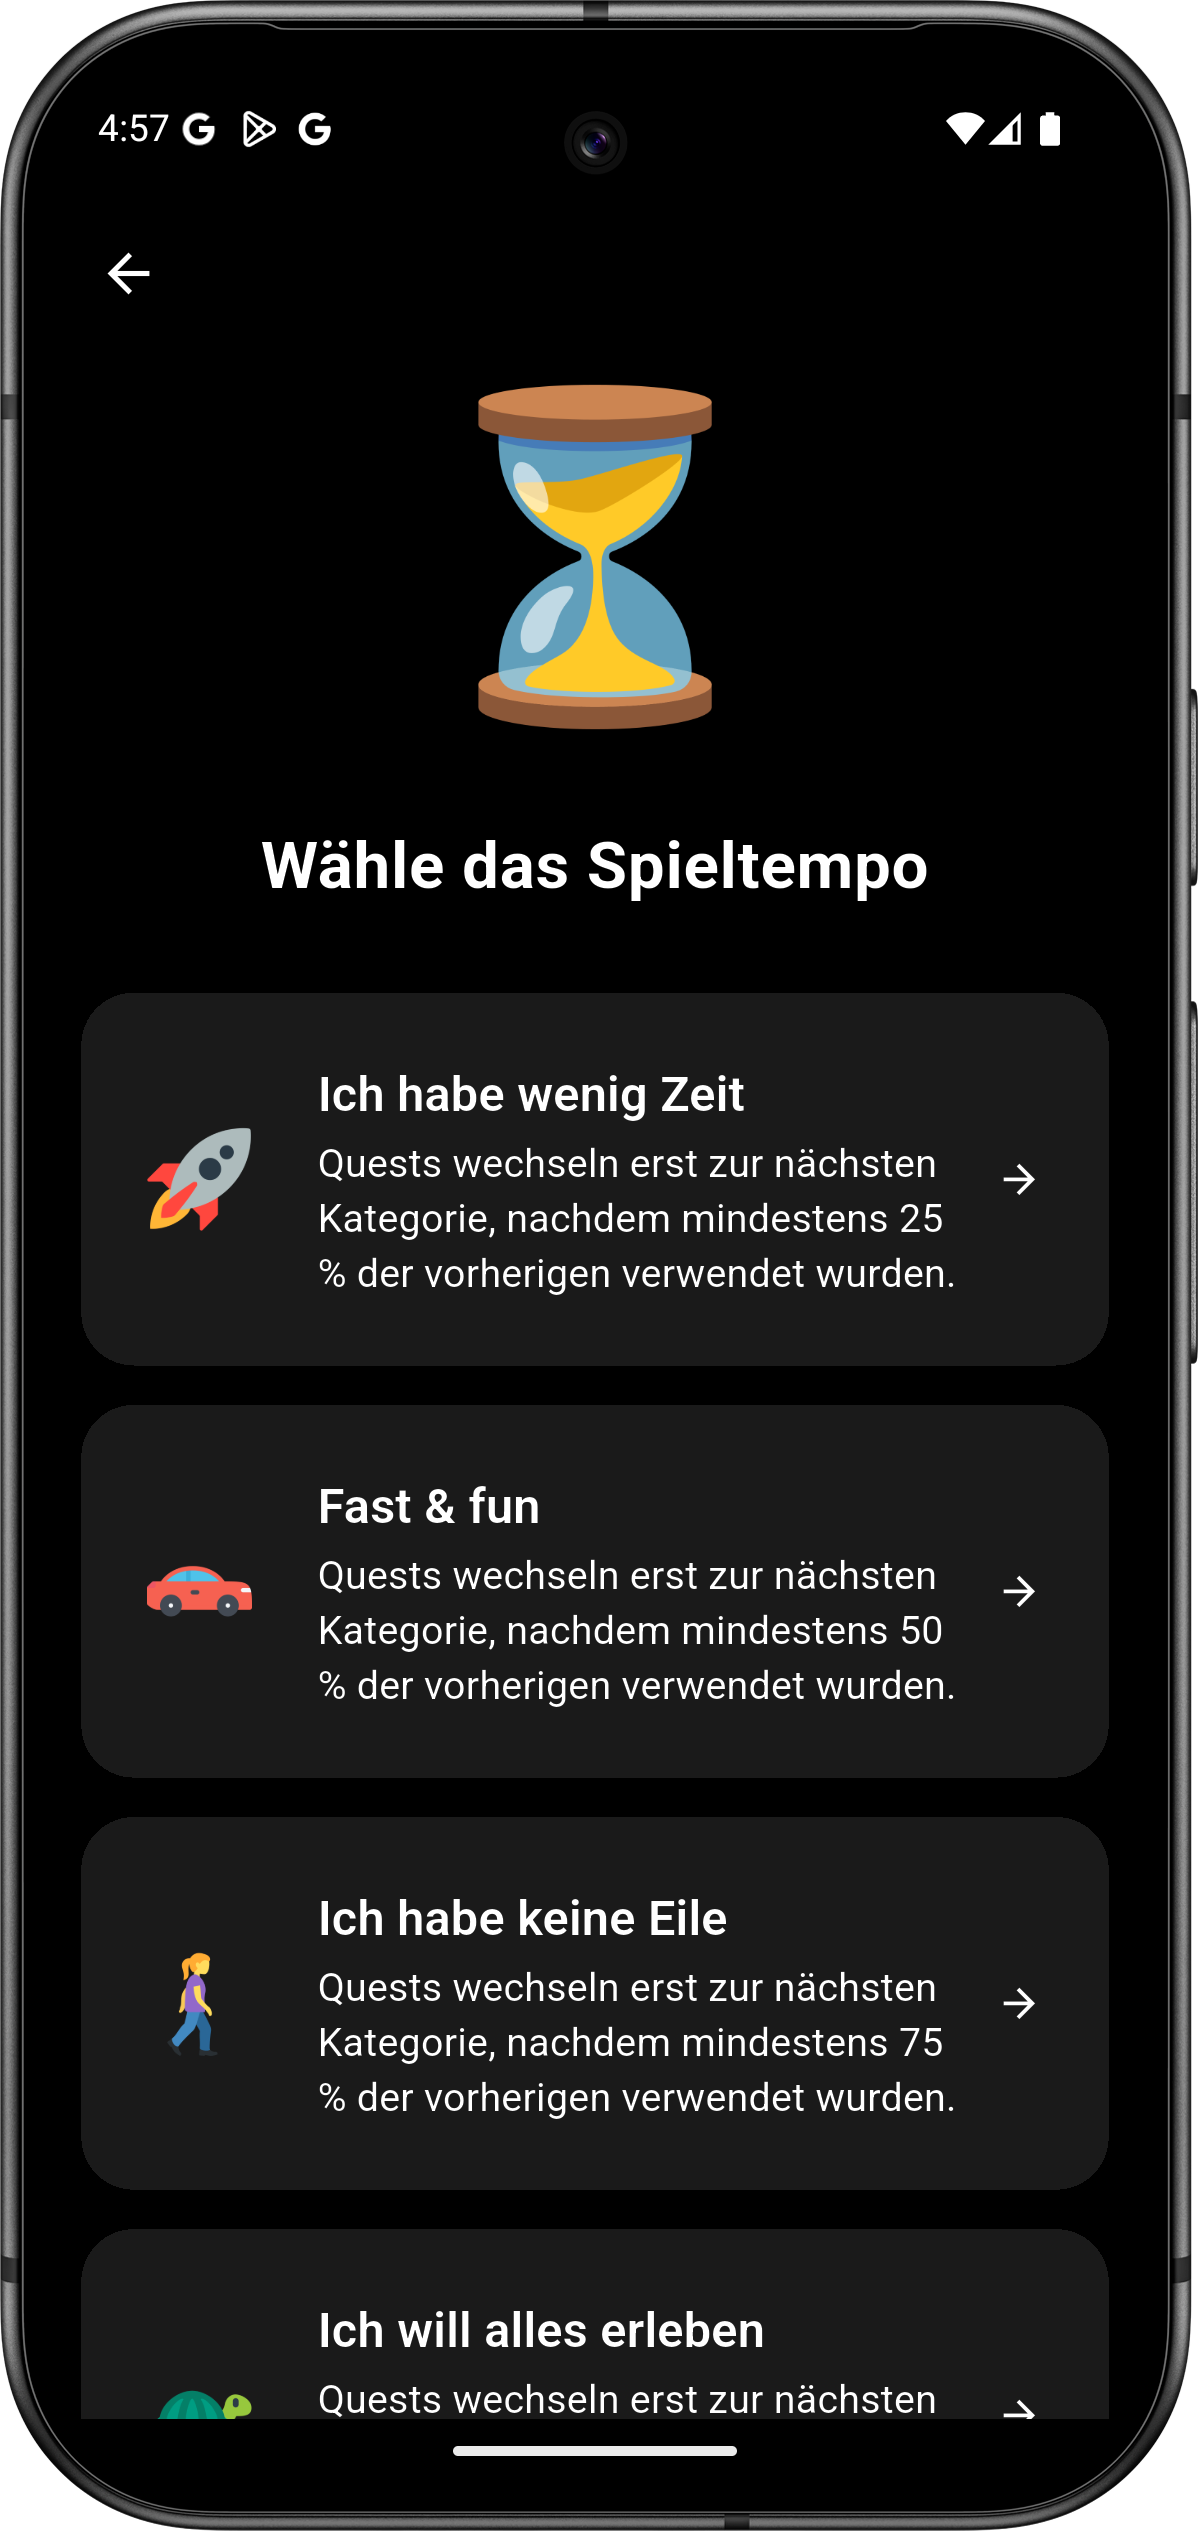 4:57
Wähle das Spieltempo
Ich habe wenig Zeit
Quests wechseln erst zur nächsten
Kategorie, nachdem mindestens 25
% der vorherigen verwendet wurden.
Fast & fun
Quests wechseln erst zur nächsten
Kategorie, nachdem mindestens 50
% der vorherigen verwendet wurden.
Ich habe keine Eile
Quests wechseln erst zur nächsten
Kategorie, nachdem mindestens 75
% der vorherigen verwendet wurden.
Ich will alles erleben
Quests wechseln erst zur nächsten